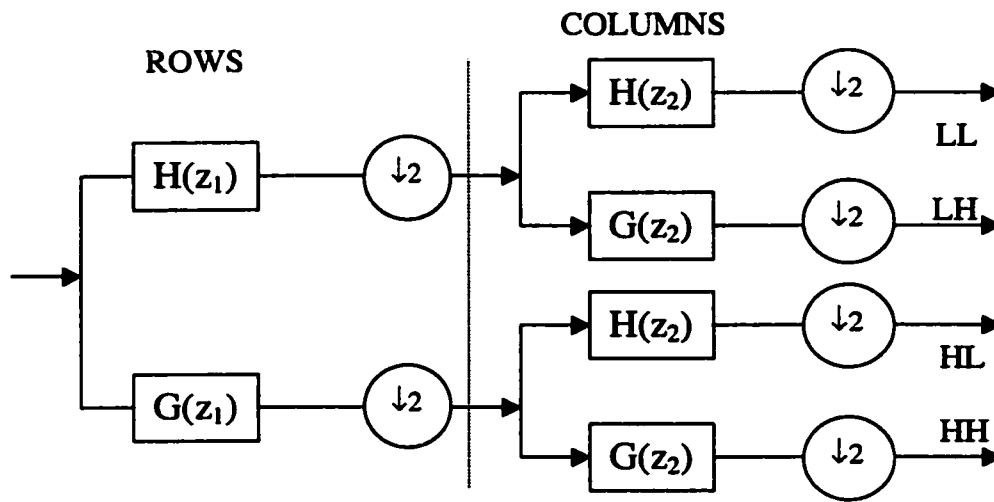 ROWS
COLUMNS
H(z₁)
↓2
H(z₂)
↓2
LL
G(z₂)
↓2
LH
G(z₁)
↓2
H(z₂)
↓2
HL
G(z₂)
↓2
HH